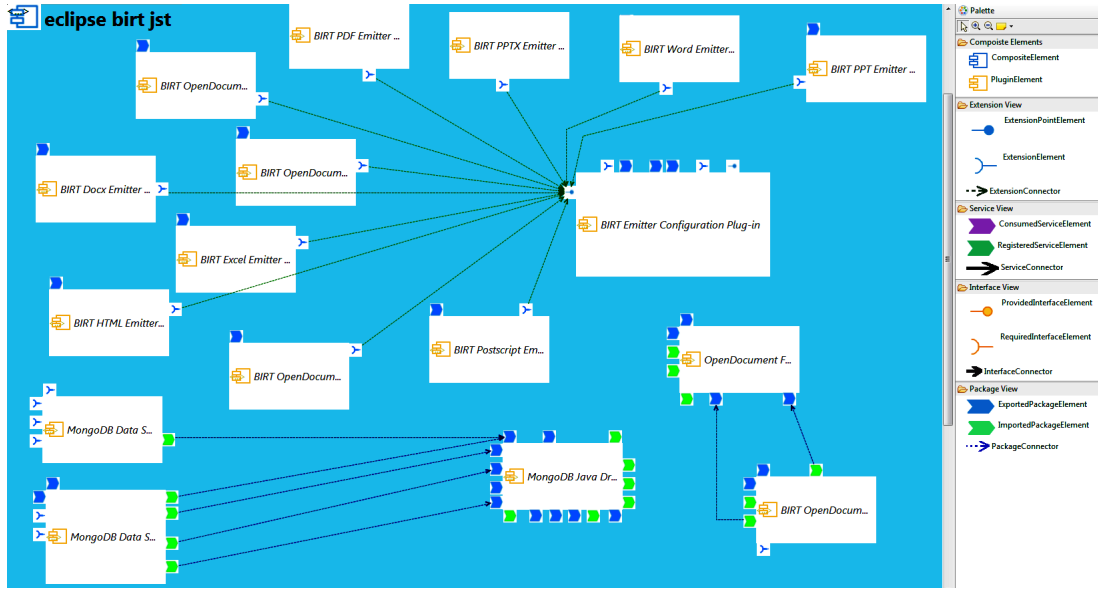 eclipse birt jst
BIRT PDF Emitter ...
BIRT PPTX Emitter ...
BIRT Word Emitter...
BIRT PPT Emitter ...
BIRT OpenDocum...
BIRT OpenDocum...
BIRT Docx Emitter ...
BIRT Emitter Configuration Plug-in
BIRT Excel Emitter ...
BIRT HTML Emitter...
BIRT Postscript Em...
OpenDocument F...
BIRT OpenDocum...
MongoDB Data S...
MongoDB Java Dr...
BIRT OpenDocum...
MongoDB Data S...
Palette
Composiste Elements
CompositeElement
PluginElement
Extension View
ExtensionPointElement
ExtensionElement
ExtensionConnector
Service View
ConsumedServiceElement
RegisteredServiceElement
ServiceConnector
Interface View
ProvidedInterfaceElement
RequiredInterfaceElement
InterfaceConnector
Package View
ExportedPackageElement
ImportedPackageElement
PackageConnector